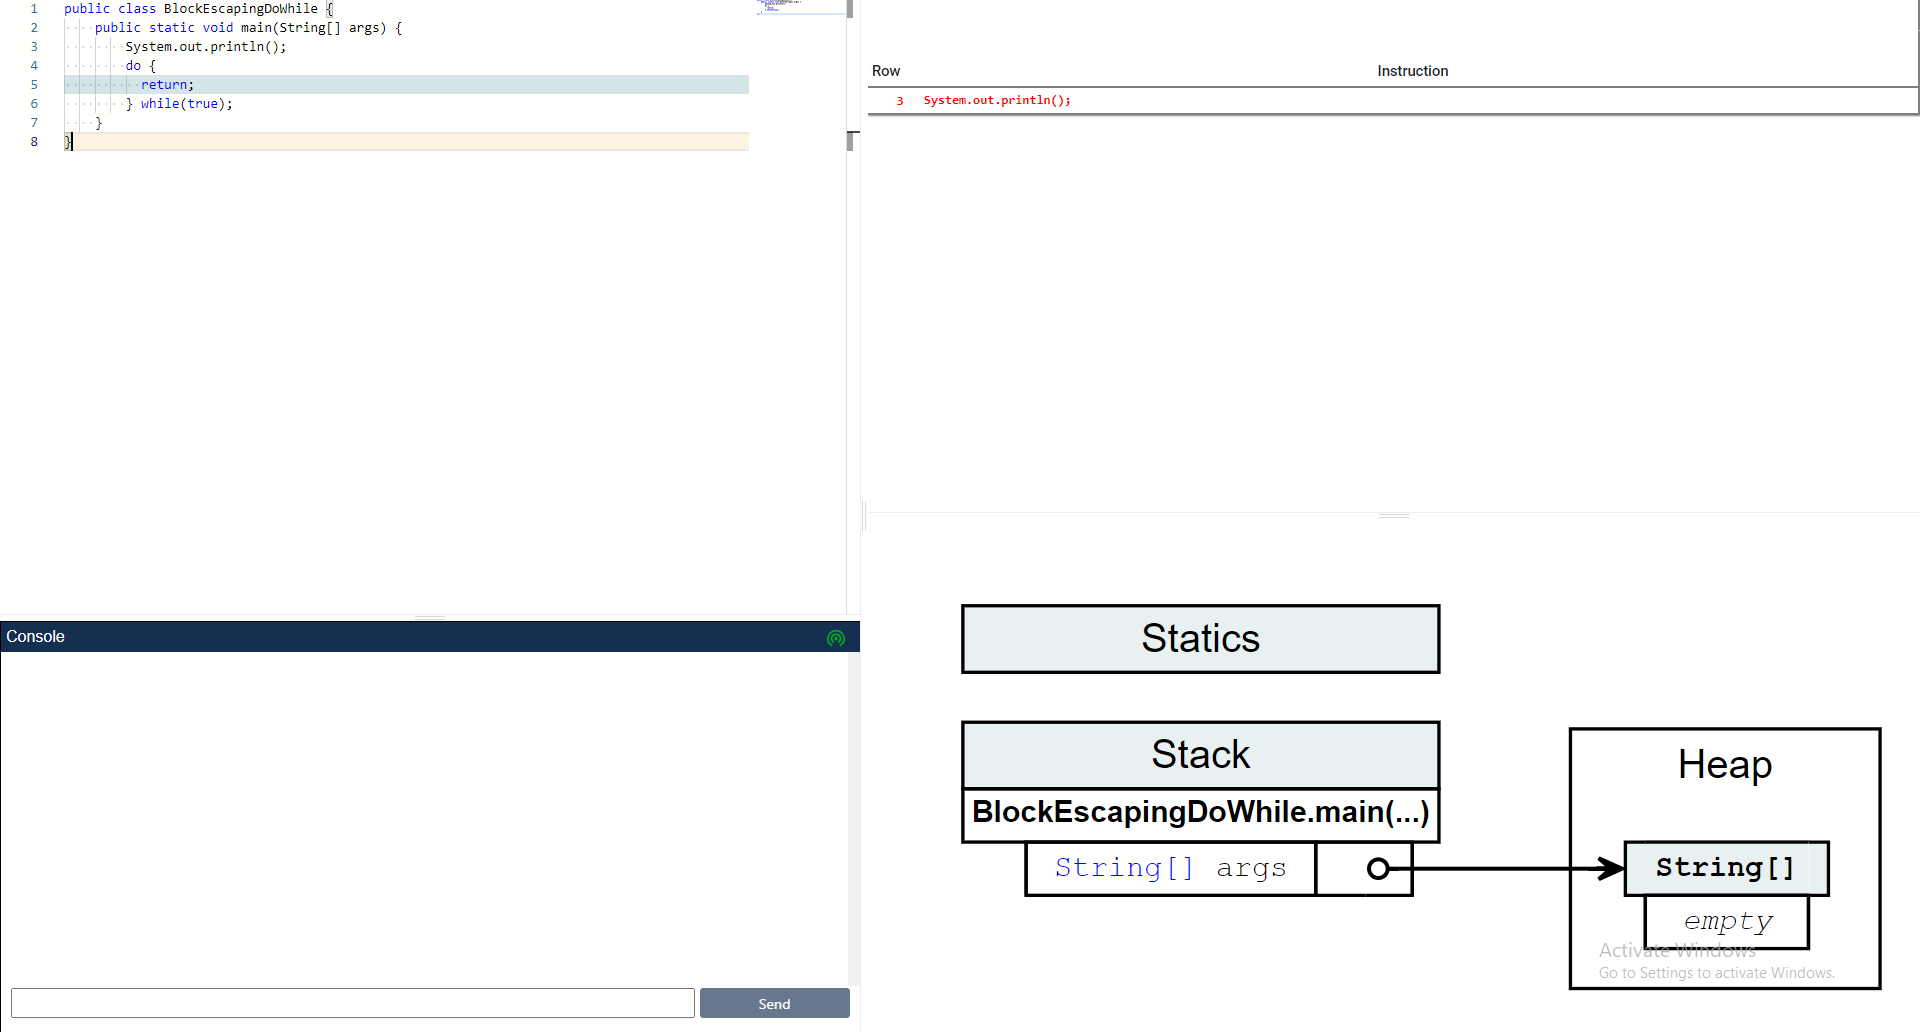 1 public class BlockEscapingDoWhile {
2 public static void main(String[] args) {
3 System.out.println();
4 do {
5 return;
6 } while(true);
7 }
8 }
Row Instruction
3 System.out.println();
Console
Send
Statics
Stack
BlockEscapingDoWhile.main(...)
String[] args
Heap
String[]
empty
Activate Windows
Go to Settings to activate Windows.